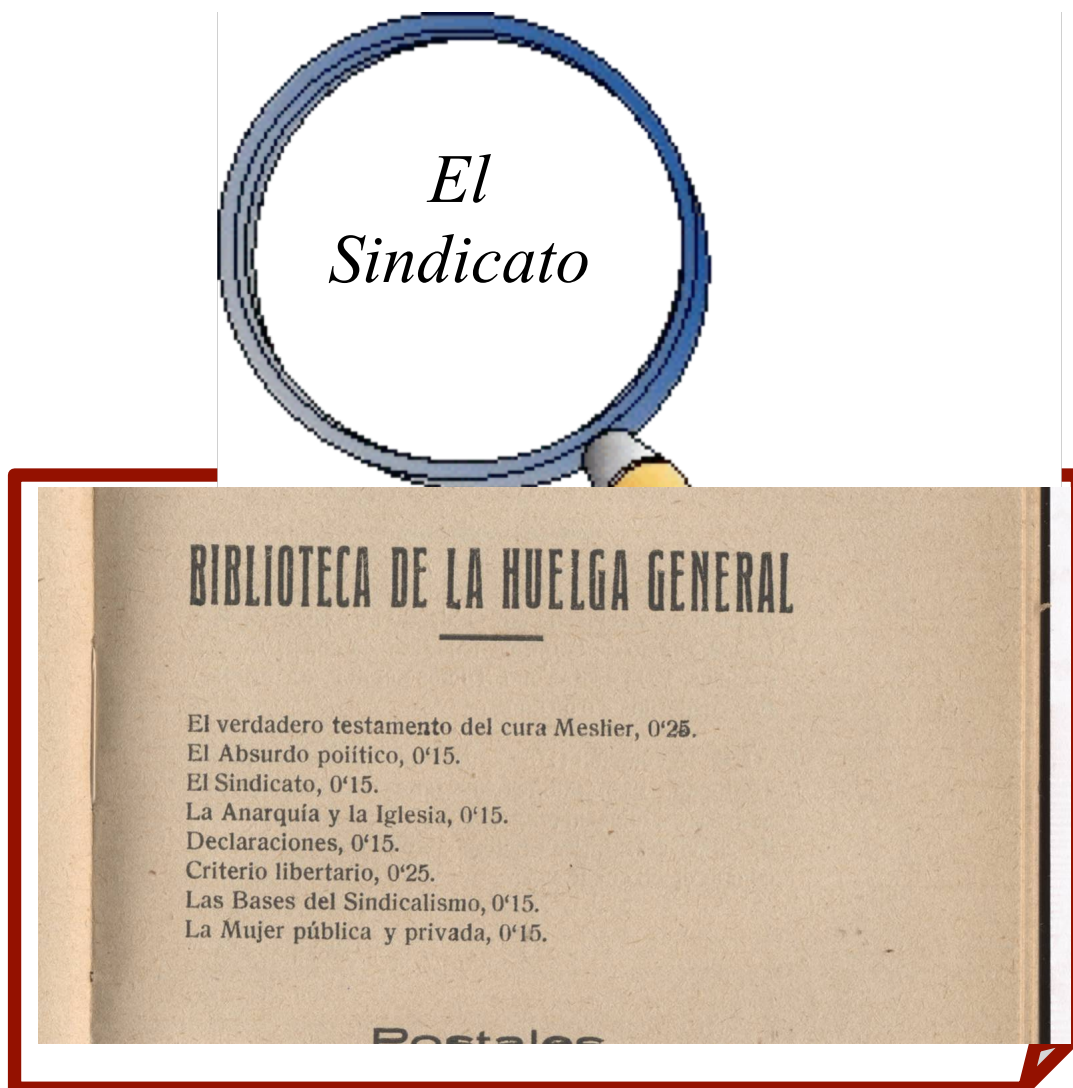 El
Sindicato
BIBLIOTECA DE LA HUELGA GENERAL
El verdadero testamento del cura Meslier, 0‘25.
El Absurdo político, 0‘15.
El Sindicato, 0‘15.
La Anarquía y la Iglesia, 0‘15.
Declaraciones, 0‘15.
Criterio libertario, 0‘25.
Las Bases del Sindicalismo, 0‘15.
La Mujer pública y privada, 0‘15.
Postales